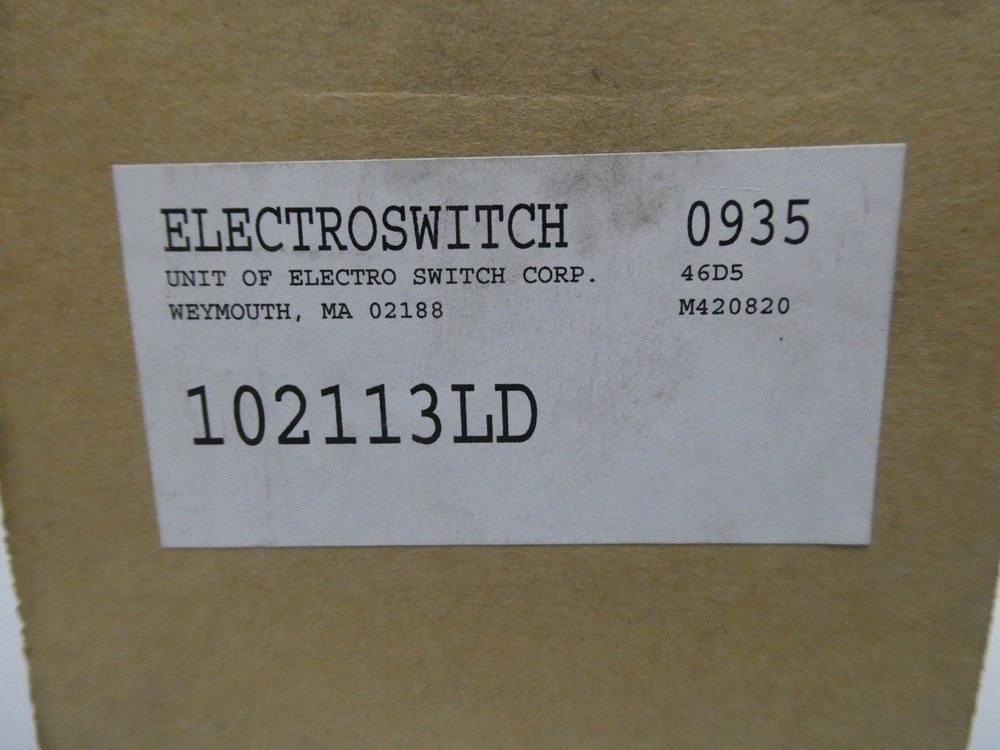 ELECTROSWITCH 0935
UNIT OF ELECTRO SWITCH CORP. 46D5
WEYMOUTH, MA 02188 M420820
102113LD